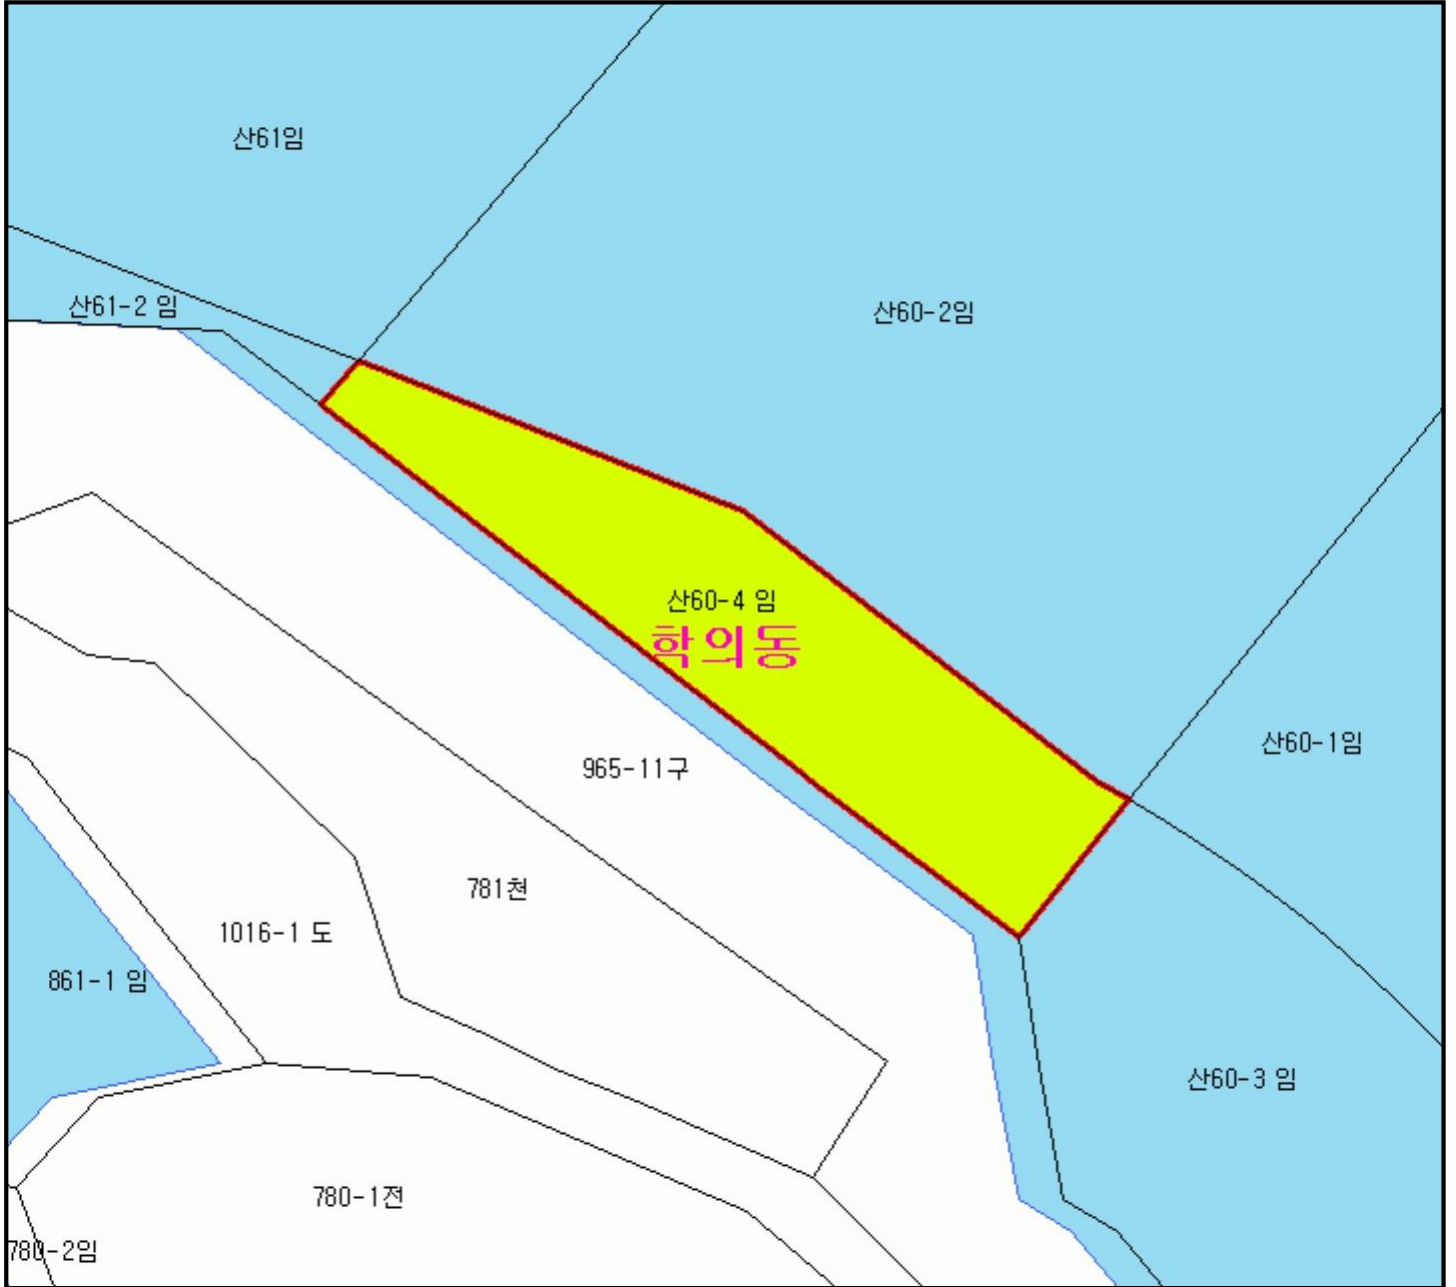 산61임
산61-2 임
산60-2임
산60-4 임
학의동
산60-1임
965-11구
781천
1016-1 도
861-1 임
산60-3 임
780-1전
780-2임